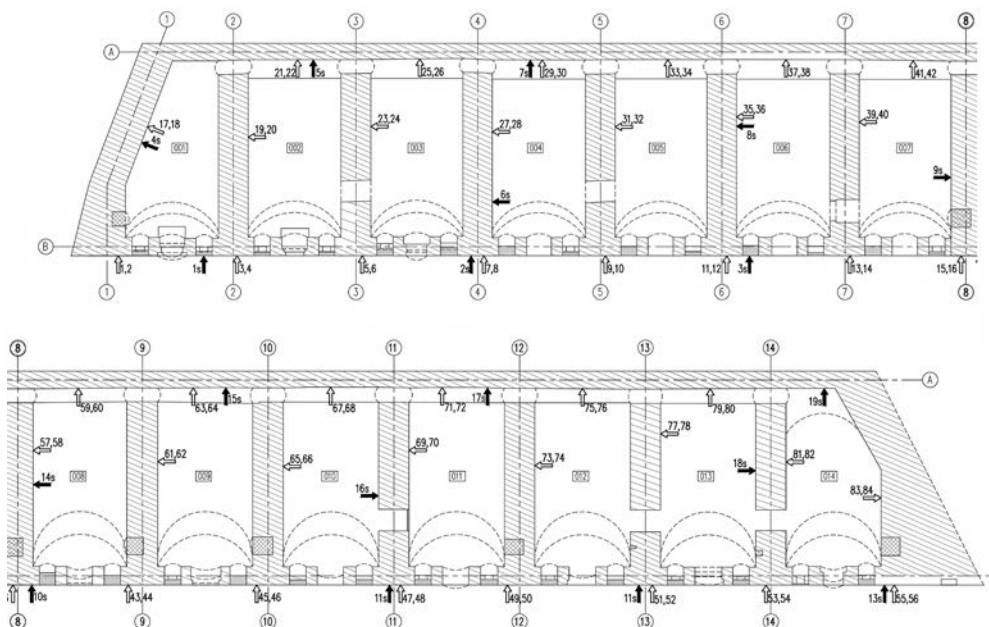 1 2 3 4 5 6 7 8
A
21,22 5s 25,26 7s 29,30 33,34 37,38 41,42
17,18 4s 19,20 23,24 27,28 31,32 35,36 8s 39,40
001 002 003 004 005 006 007
9s
6s
B
1,2 1s 3,4 5,6 2s 7,8 9,10 11,12 3s 13,14 15,16
1 2 3 4 5 6 7 8
8 9 10 11 12 13 14
A
59,60 63,64 15s 67,68 71,72 17s 75,76 79,80 19s
57,58 61,62 65,66 69,70 73,74 77,78 81,82
14s 008 009 010 16s 011 012 013 18s 014 83,84
10s 43,44 45,46 11s 47,48 49,50 11s 51,52 53,54 13s 55,56
8 9 10 11 12 13 14